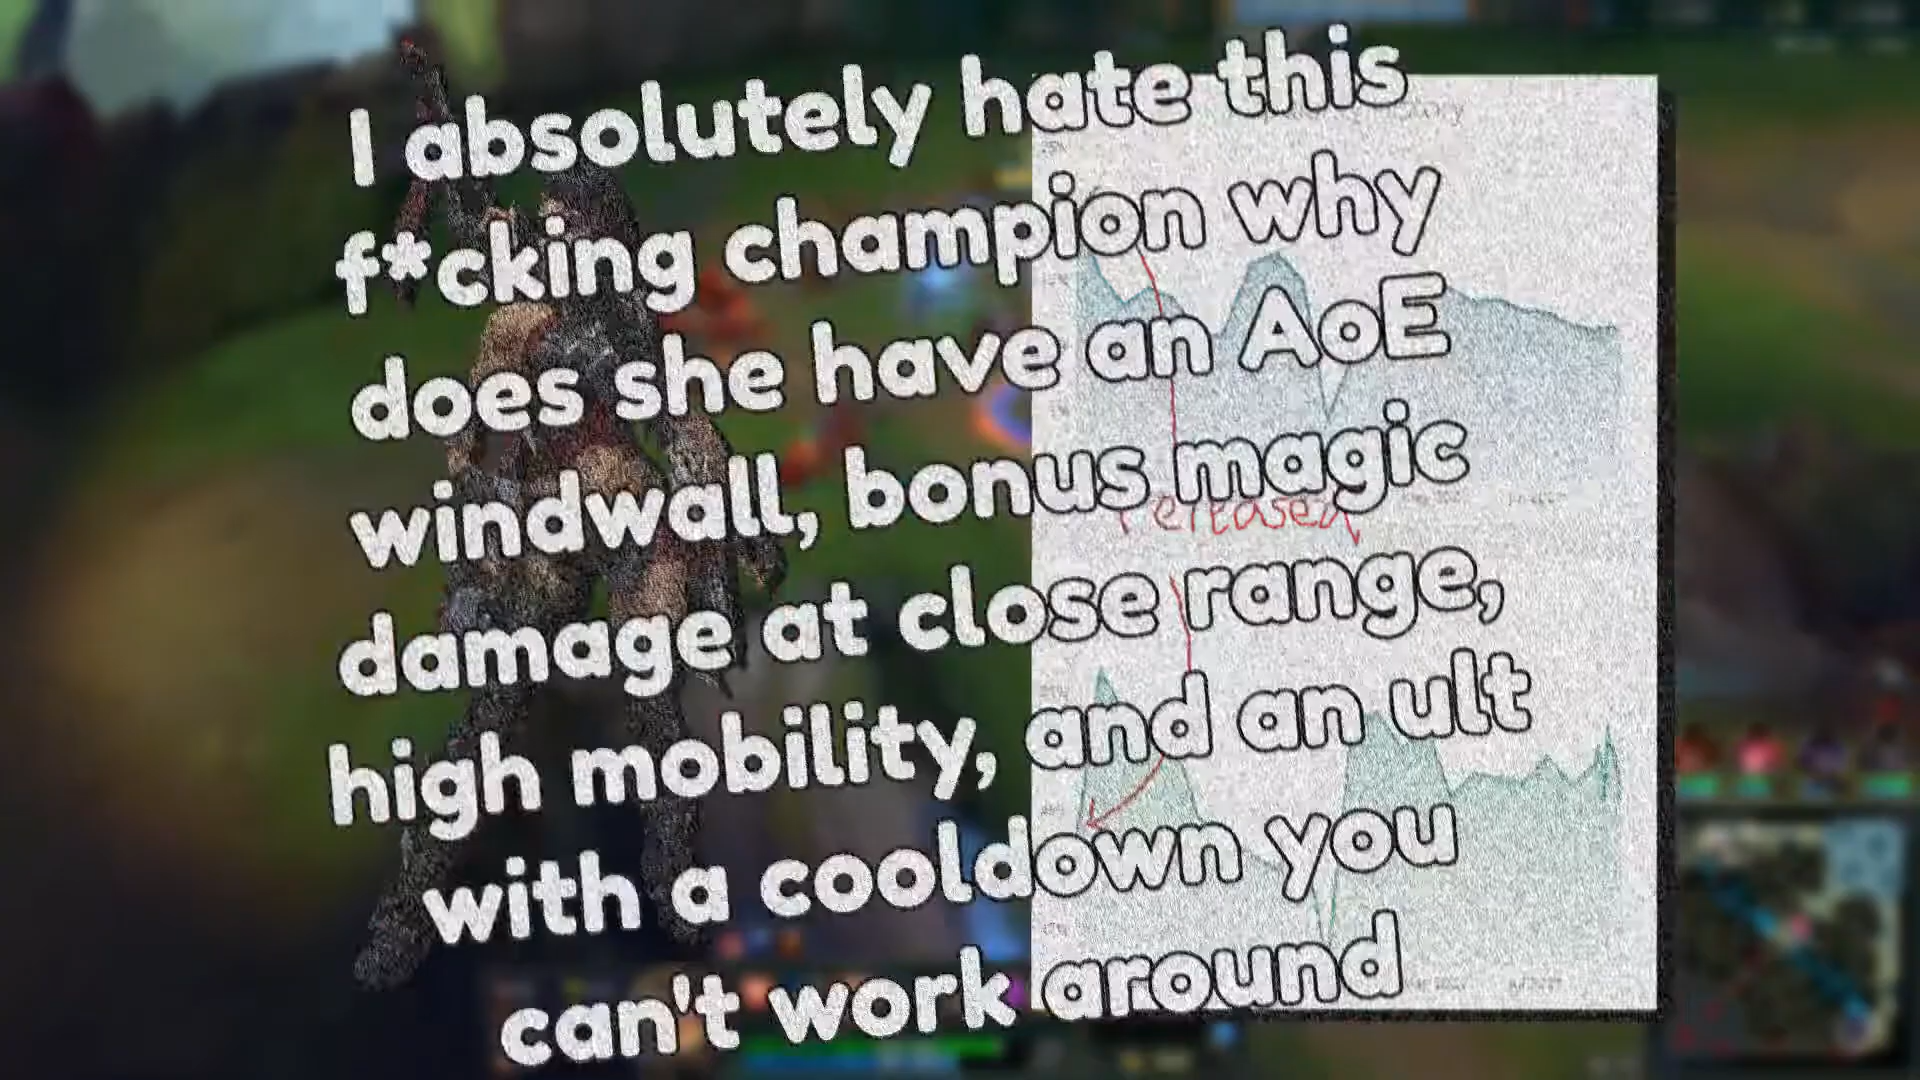 I absolutely hate this
f*cking champion why
does she have an AoE
windwall, bonus magic
released
damage at close range,
high mobility, and an ult
with a cooldown you
can't work around